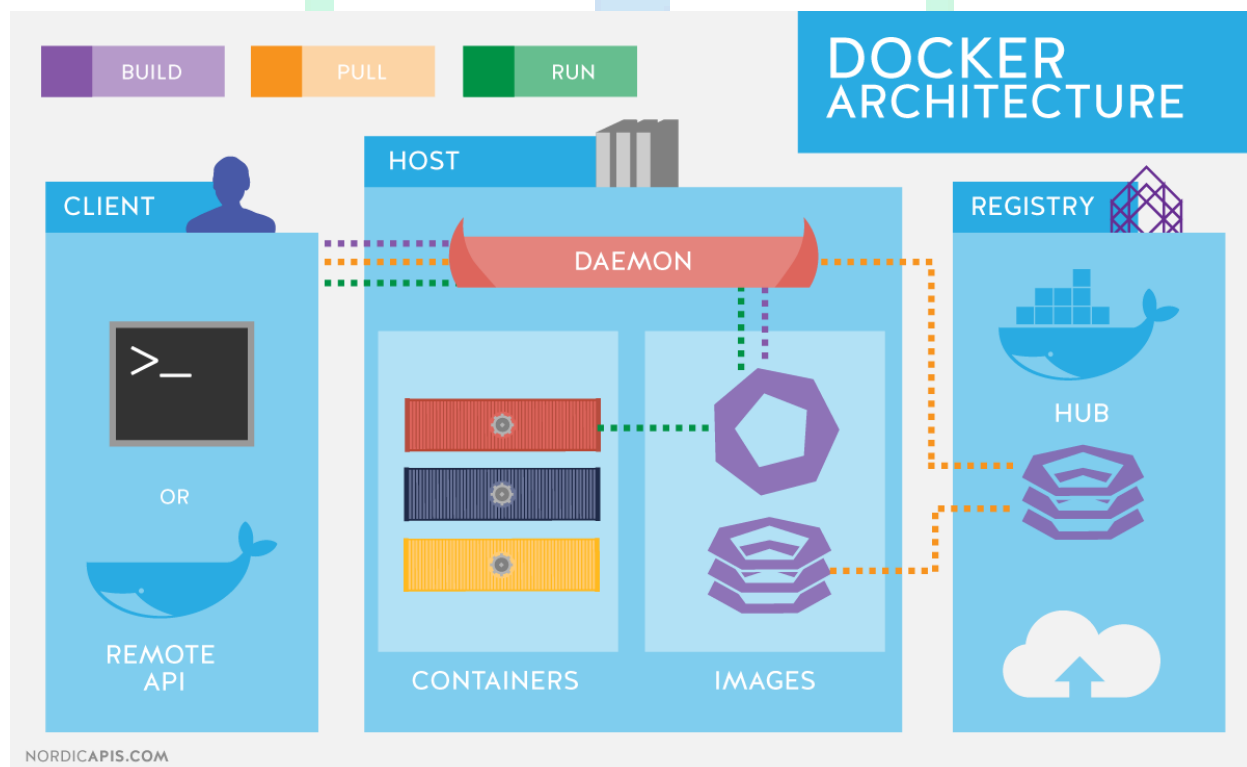 BUILD
PULL
RUN
DOCKER
ARCHITECTURE
HOST
CLIENT
REGISTRY
DAEMON
>_
HUB
OR
REMOTE
API
CONTAINERS
IMAGES
NORDICAPIS.COM